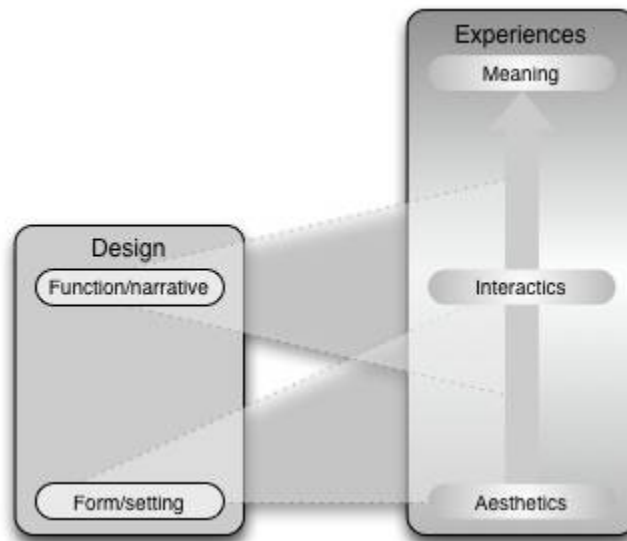 Experiences
Meaning
Design
Function/narrative
Interactics
Form/setting
Aesthetics